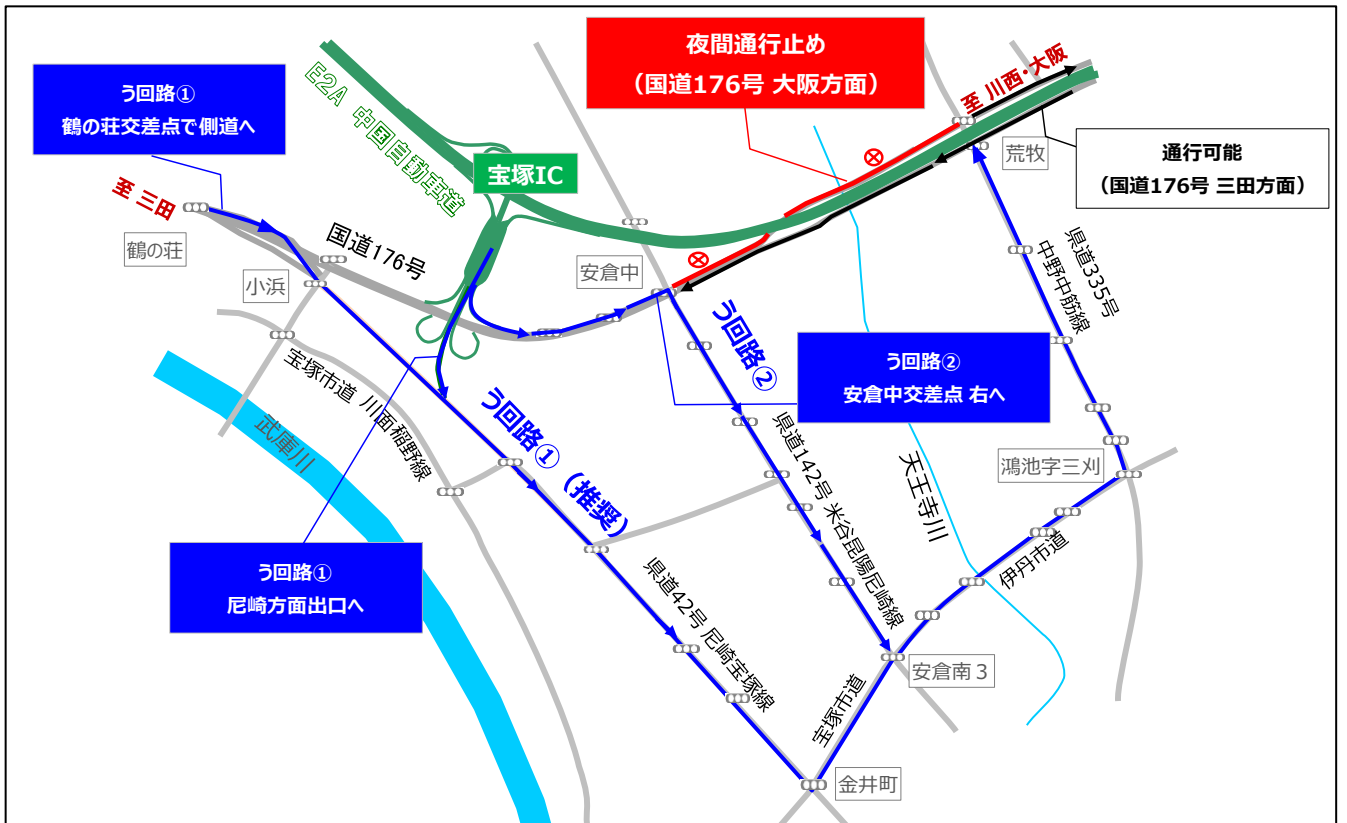 夜間通行止め
（国道176号 大阪方面）
う回路①
鶴の荘交差点で側道へ
E2A 中国自動車道
宝塚IC
至 川西・大阪
荒牧
通行可能
（国道176号 三田方面）
至 三田
鶴の荘
国道176号
小浜
安倉中
県道335号
中野中筋線
う回路②
う回路②
安倉中交差点 右へ
宝塚市道 川面稲野線
武庫川
う回路①（推奨）
県道142号 米谷昆陽尼崎線
天王寺川
鴻池字三刈
伊丹市道
う回路①
尼崎方面出口へ
県道42号 尼崎宝塚線
安倉南３
宝塚市道
金井町